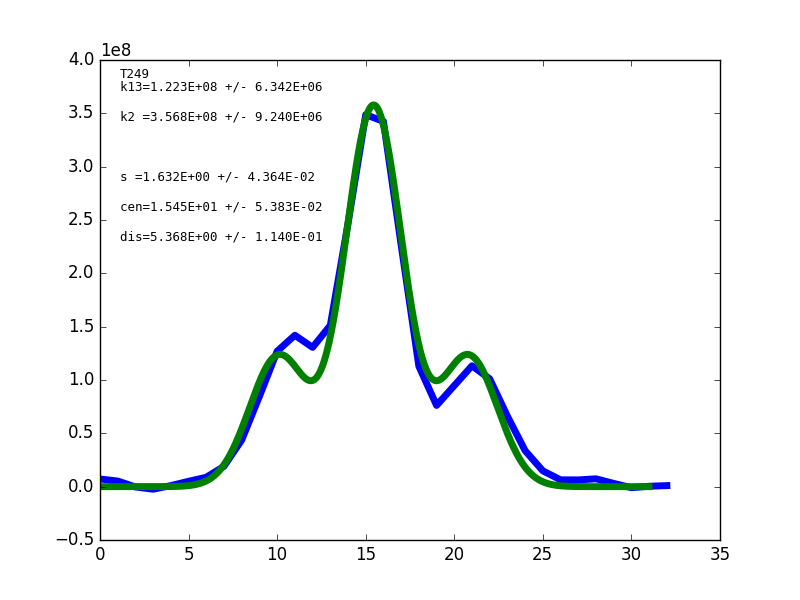 1e8
4.0
3.5
3.0
2.5
2.0
1.5
1.0
0.5
0.0
−0.5
T249
k13=1.223E+08 +/- 6.342E+06
k2 =3.568E+08 +/- 9.240E+06
s =1.632E+00 +/- 4.364E-02
cen=1.545E+01 +/- 5.383E-02
dis=5.368E+00 +/- 1.140E-01
0 5 10 15 20 25 30 35